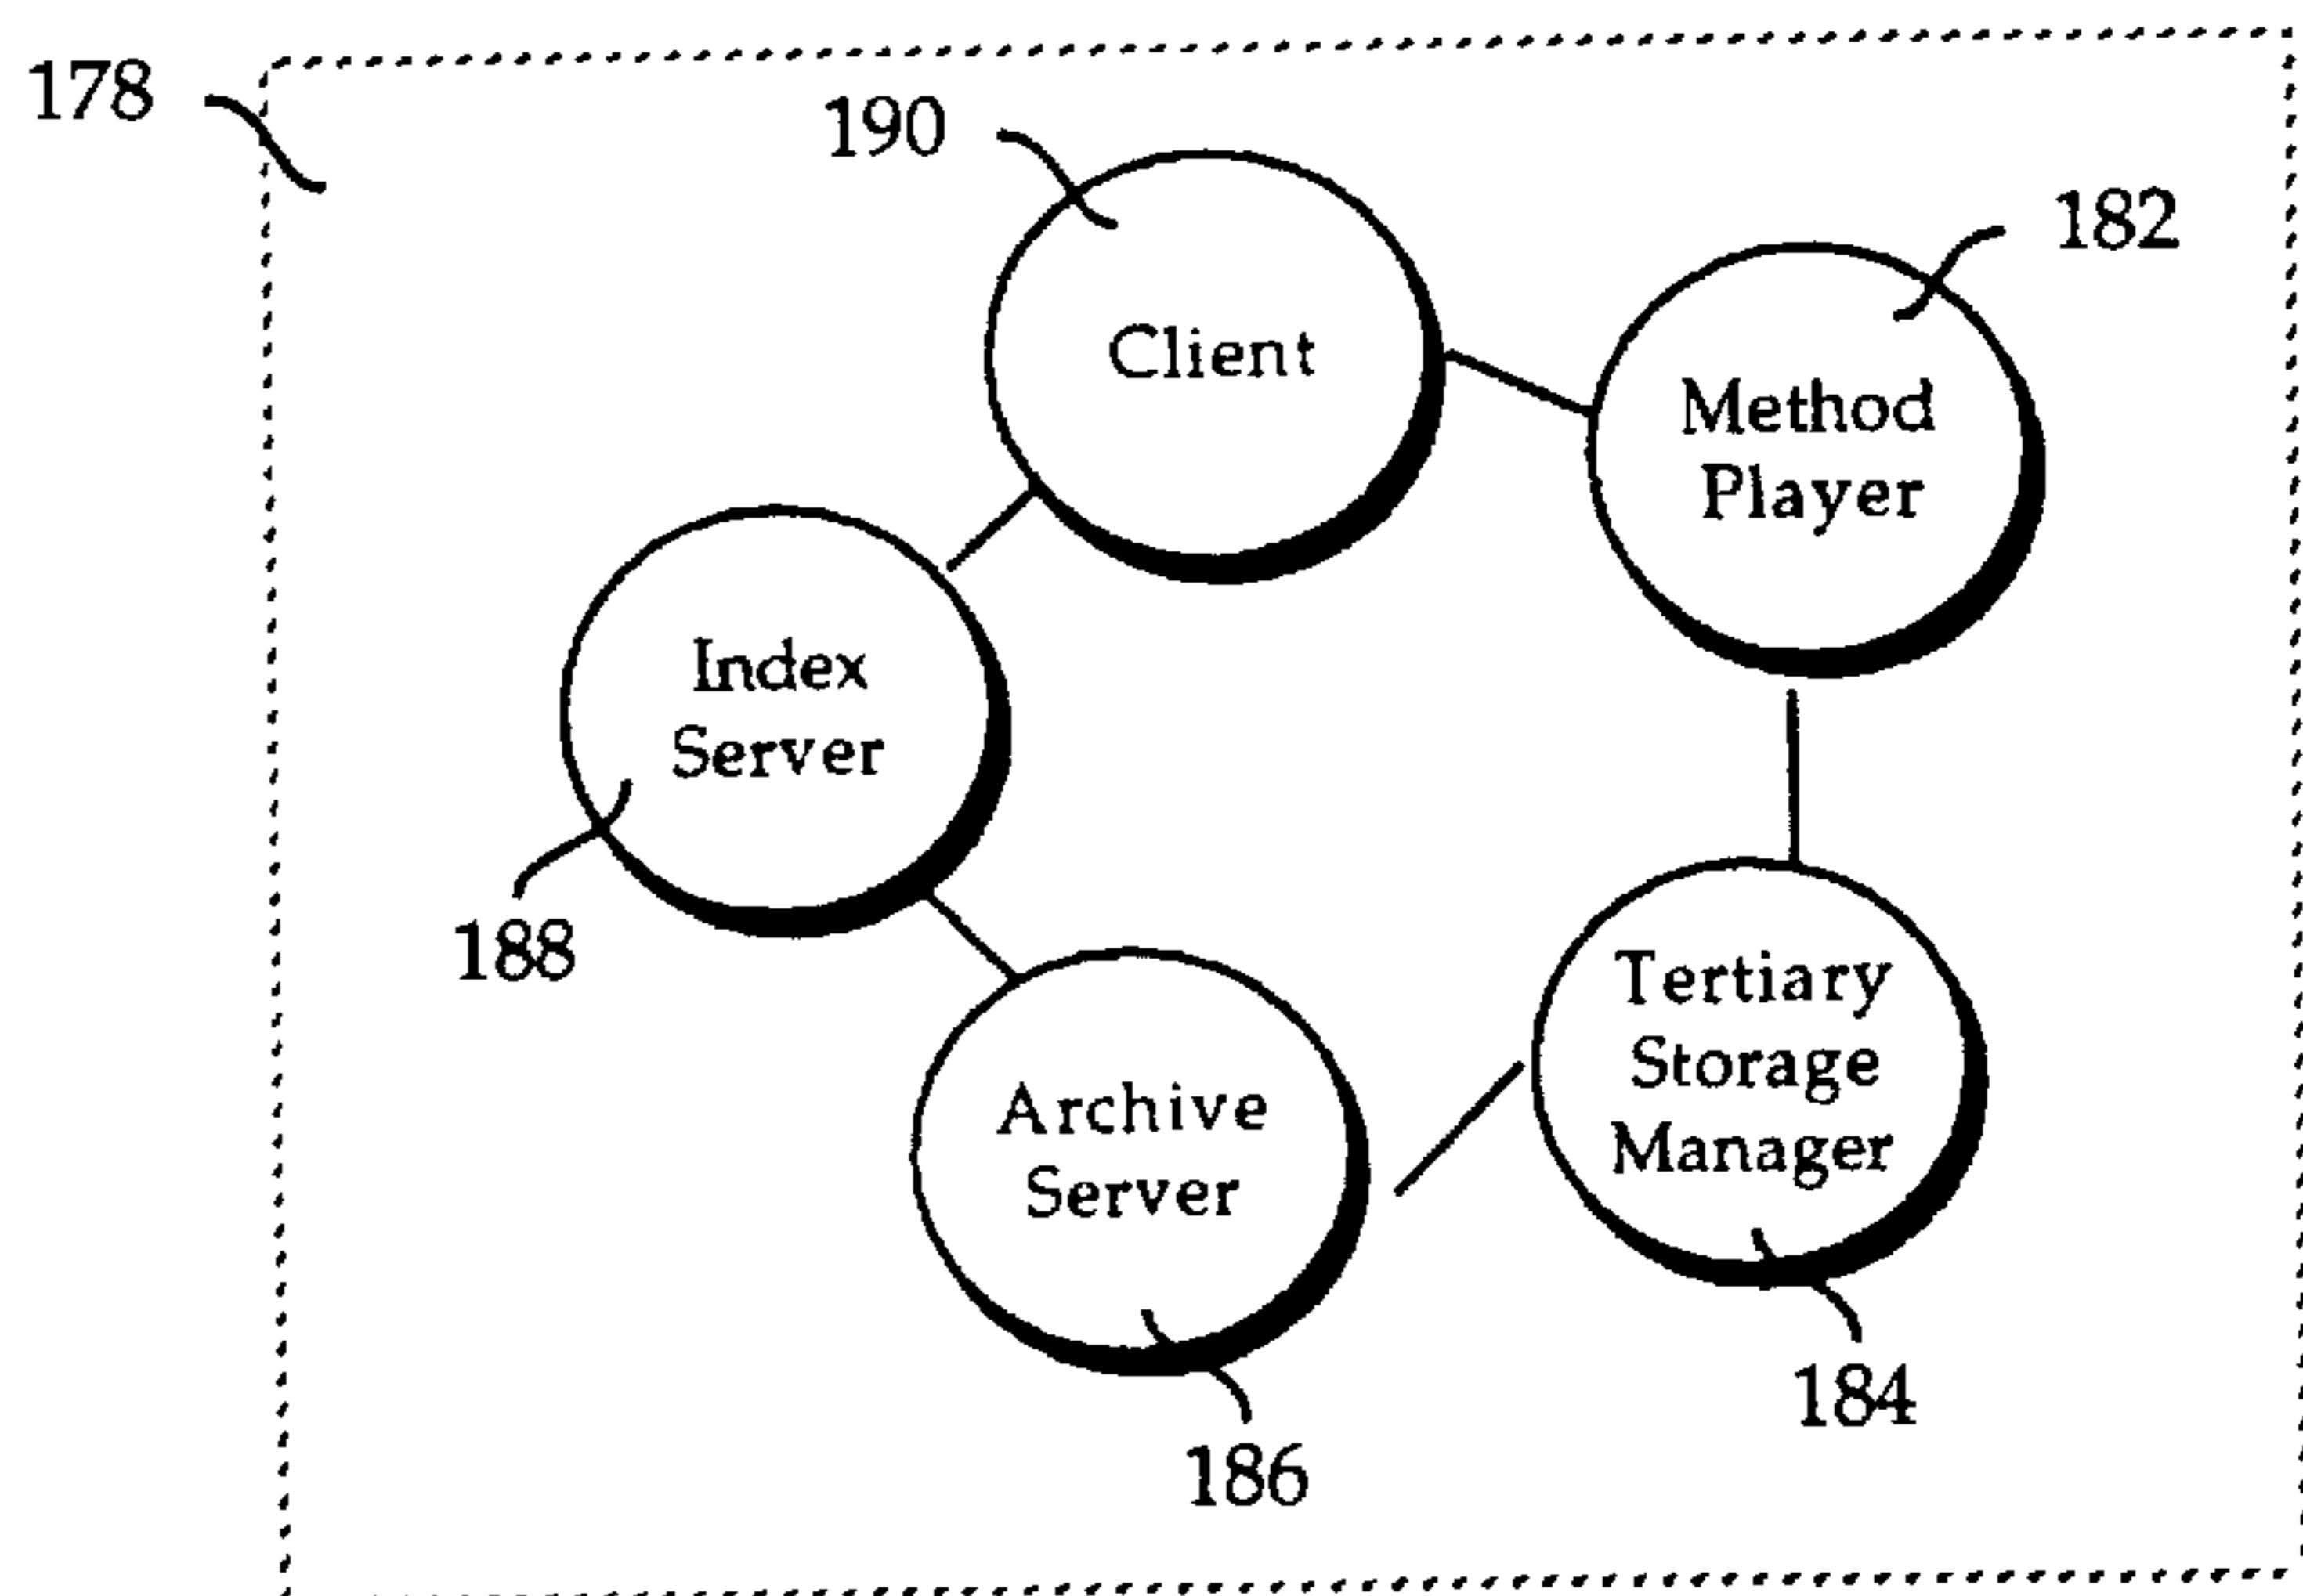 178
190
182
Client
Method
Player
Index
Server
188
Tertiary
Storage
Manager
Archive
Server
184
186